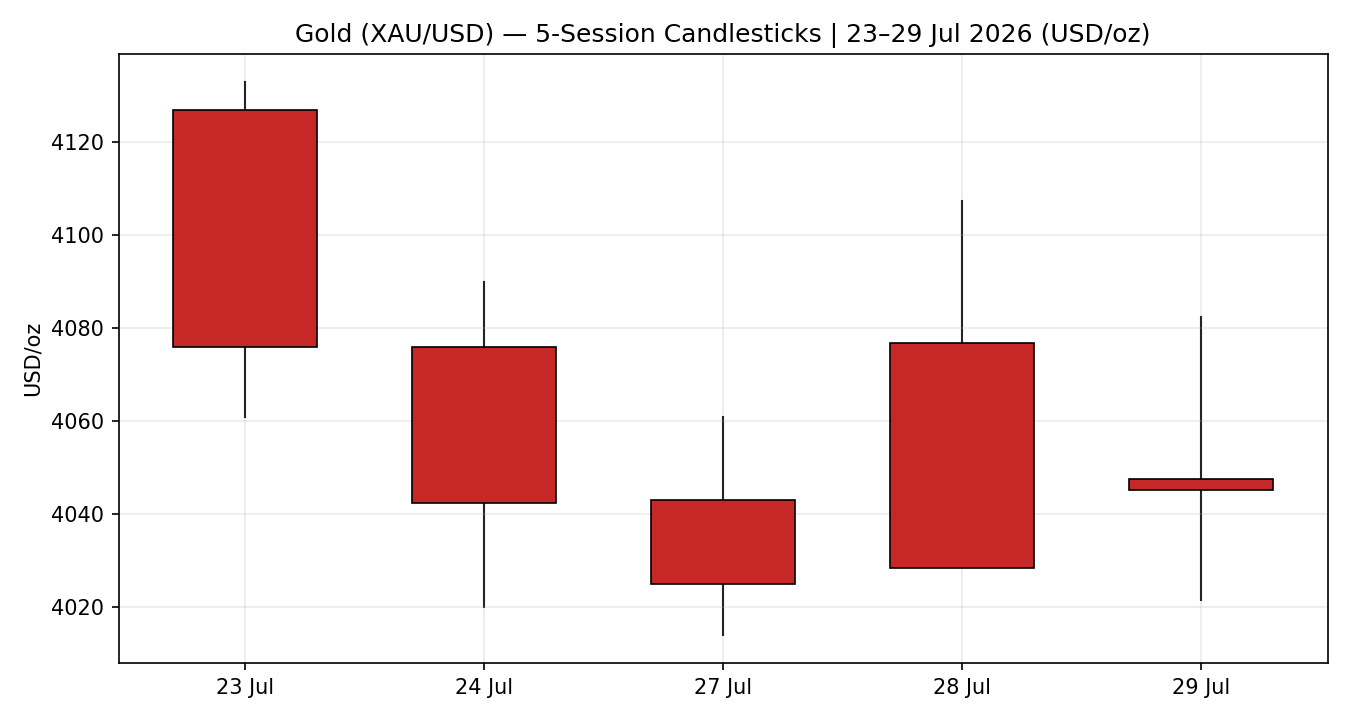 Gold (XAU/USD) — 5-Session Candlesticks | 23–29 Jul 2026 (USD/oz)
USD/oz
4120
4100
4080
4060
4040
4020
23 Jul
24 Jul
27 Jul
28 Jul
29 Jul